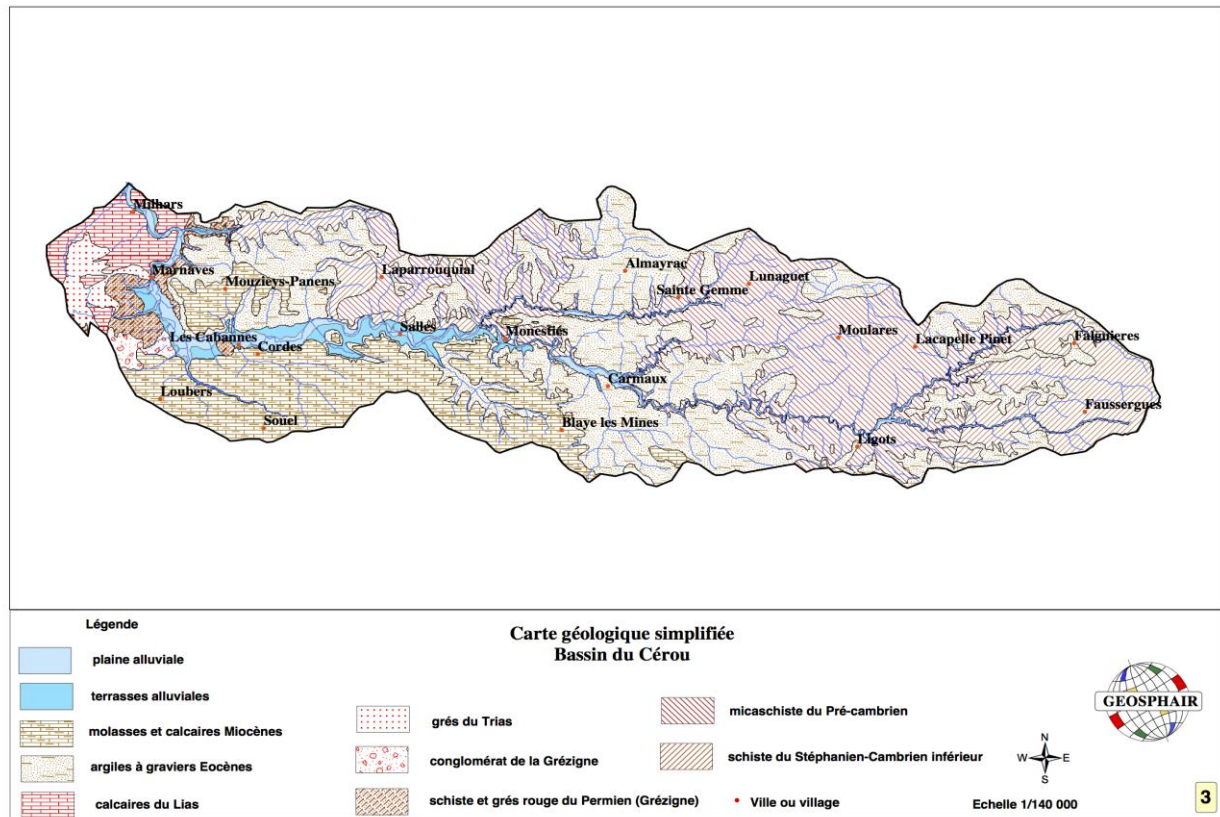 Milhars
Marnaves
Mouzieys-Panens
Laparrouquial
Almayrac
Sainte Gemme
Lunaguet
Les Cabannes
Cordes
Salles
Monestiés
Moulares
Lacapelle Pinet
Faignieres
Loubers
Souel
Carmaux
Blaye les Mines
Ligots
Faussergues
Légende
plaine alluviale
terrasses alluviales
molasses et calcaires Miocènes
argiles à graviers Eocènes
calcaires du Lias
Carte géologique simplifiée
Bassin du Cérou
grés du Trias
conglomérat de la Grézigne
schiste et grés rouge du Permien (Grézigne)
micaschiste du Pré-cambrien
schiste du Stéphanien-Cambrien inférieur
Ville ou village
N
W E
S
Echelle 1/140 000
GEOSPHAIR
3